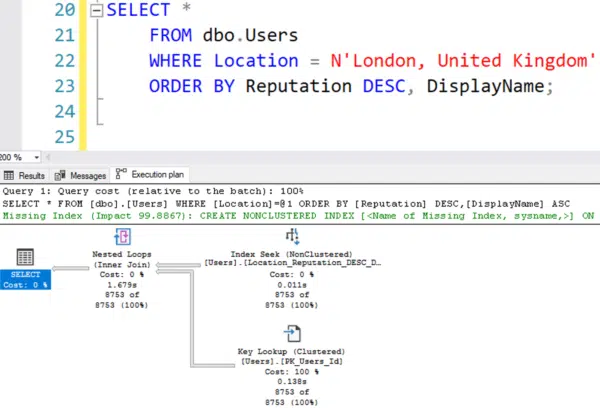 20 SELECT *
21 FROM dbo.Users
22 WHERE Location = N'London, United Kingdom'
23 ORDER BY Reputation DESC, DisplayName;
24
25
200 %
Results Messages Execution plan
Query 1: Query cost (relative to the batch): 100%
SELECT * FROM [dbo].[Users] WHERE [Location]=@1 ORDER BY [Reputation] DESC,[DisplayName] ASC
Missing Index (Impact 99.8867): CREATE NONCLUSTERED INDEX [<Name of Missing Index, sysname,>] ON
SELECT
Cost: 0 %
Nested Loops
(Inner Join)
Cost: 0 %
1.679s
8753 of
8753 (100%)
Index Seek (NonClustered)
[Users].[Location_Reputation_DESC_D…
Cost: 0 %
0.011s
8753 of
8753 (100%)
Key Lookup (Clustered)
[Users].[PK_Users_Id]
Cost: 100 %
0.138s
8753 of
8753 (100%)